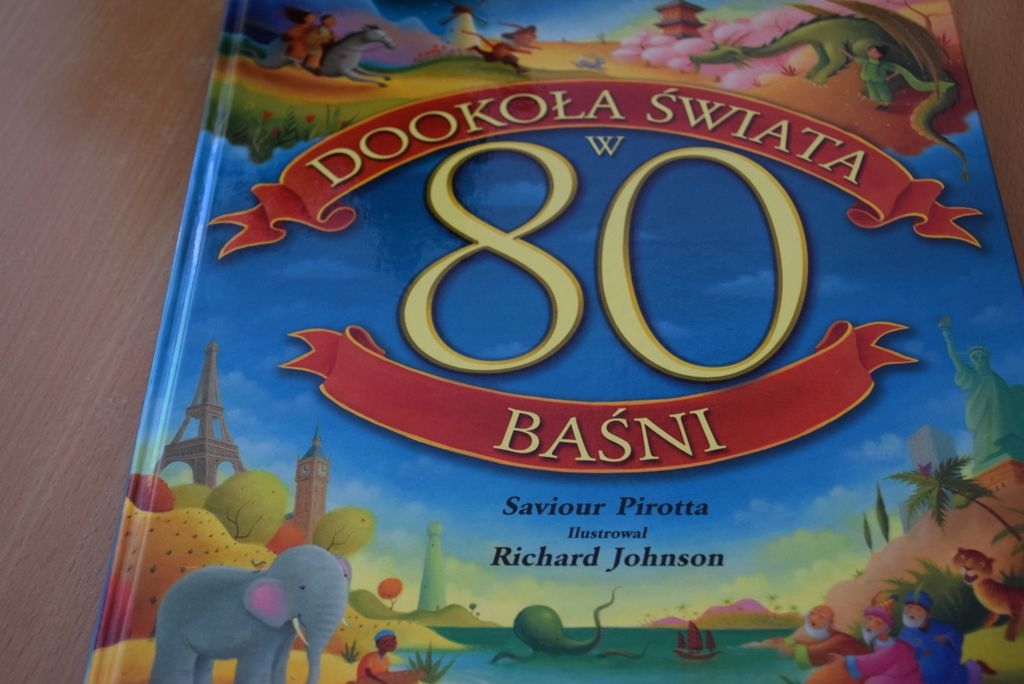 DOOKOŁA ŚWIATA
W
80
BAŚNI
Saviour Pirotta
Ilustrował
Richard Johnson